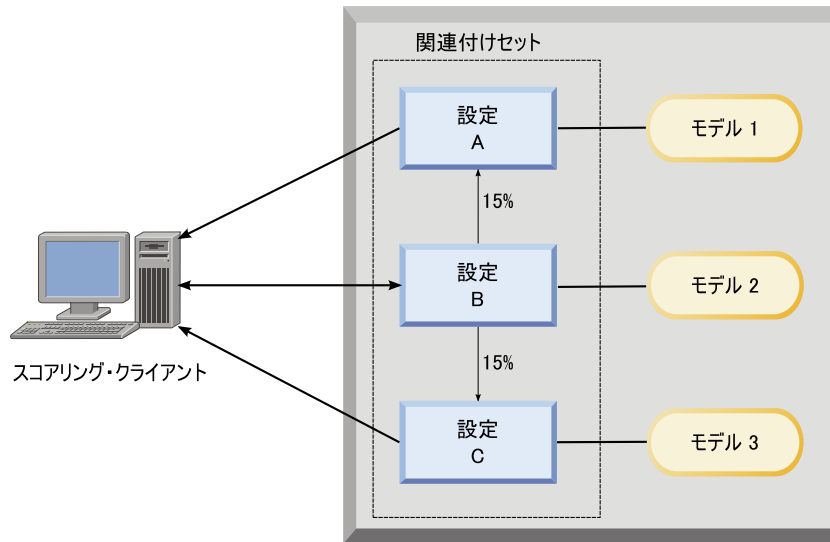 関連付けセット
設定
A
モデル 1
15%
設定
B
モデル 2
15%
スコアリング・クライアント
設定
C
モデル 3